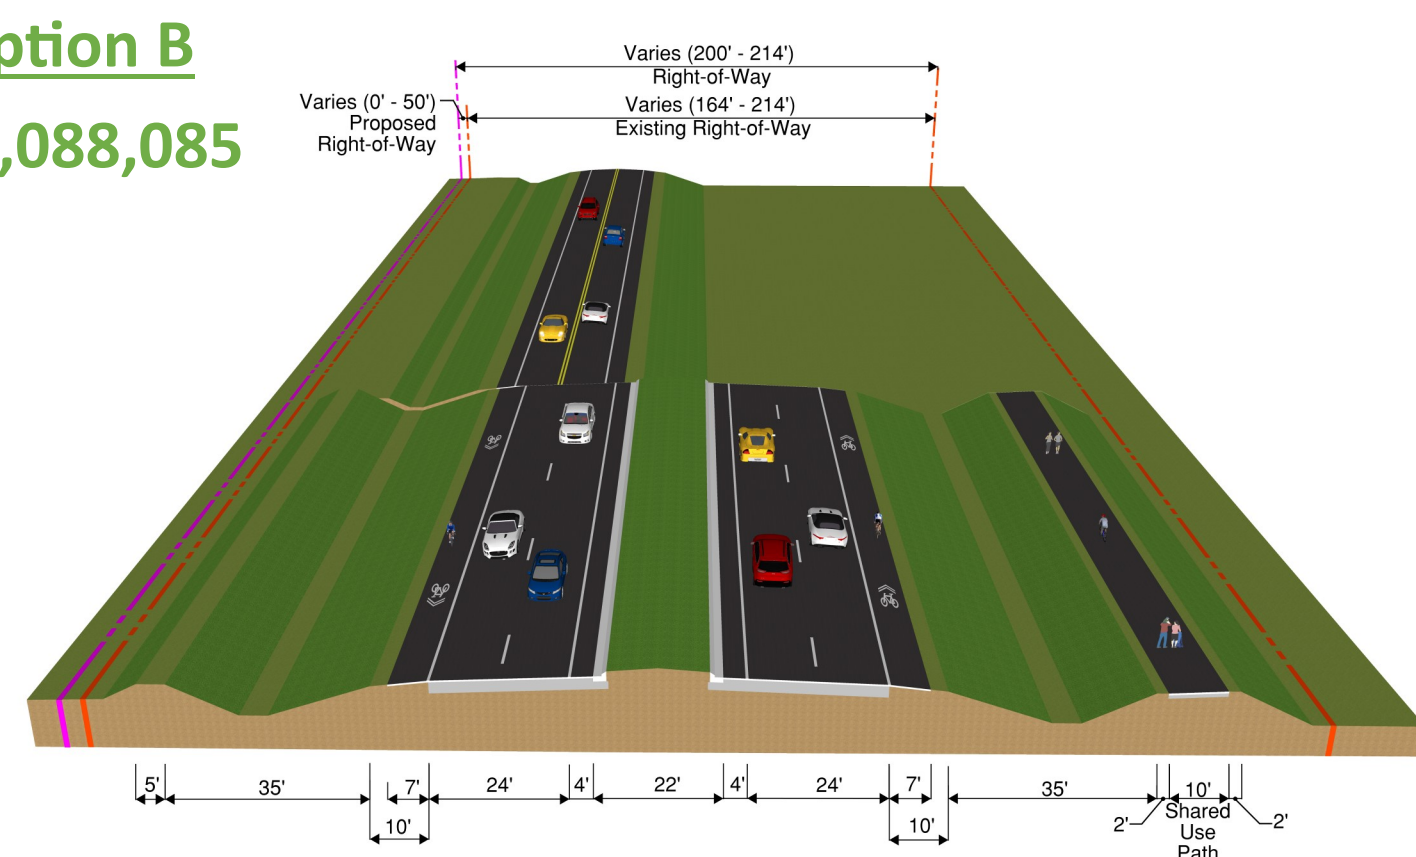 ption B
,088,085
Varies (200' - 214')
Right-of-Way
Varies (0' - 50')
Proposed
Right-of-Way
Varies (164' - 214')
Existing Right-of-Way
5'
35'
7'
24'
4'
22'
4'
24'
7'
35'
10'
10'
10'
2'
2'
Shared
Use
Path